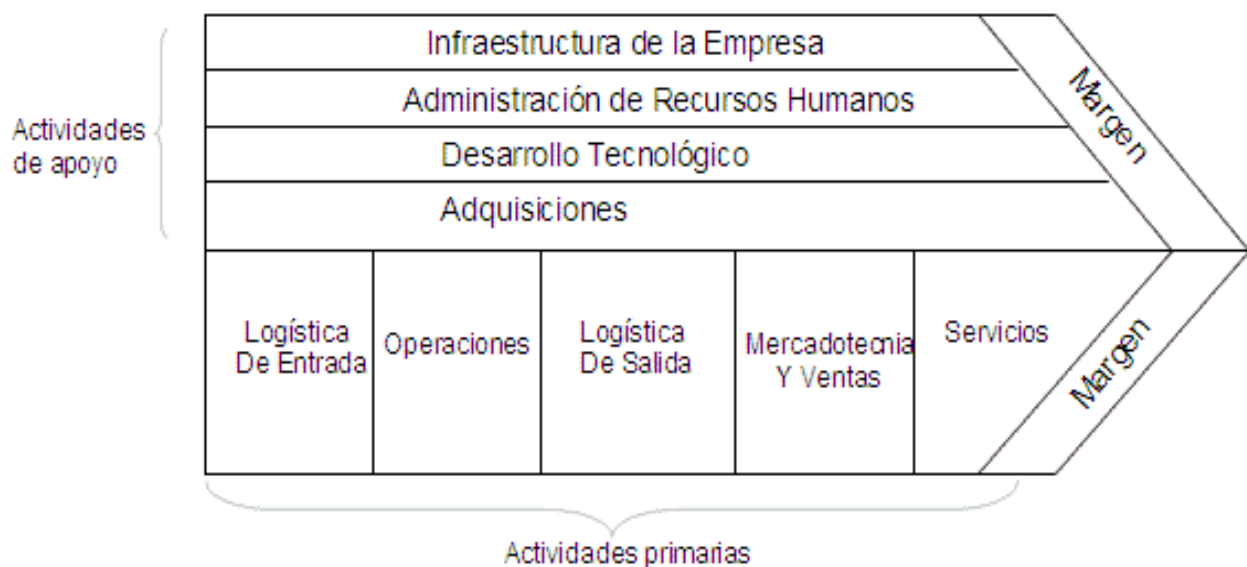 Infraestructura de la Empresa
Administración de Recursos Humanos
Desarrollo Tecnológico
Adquisiciones
Actividades
de apoyo
Margen
Logística
De Entrada
Operaciones
Logística
De Salida
Mercadotecnia
Y Ventas
Servicios
Margen
Actividades primarias